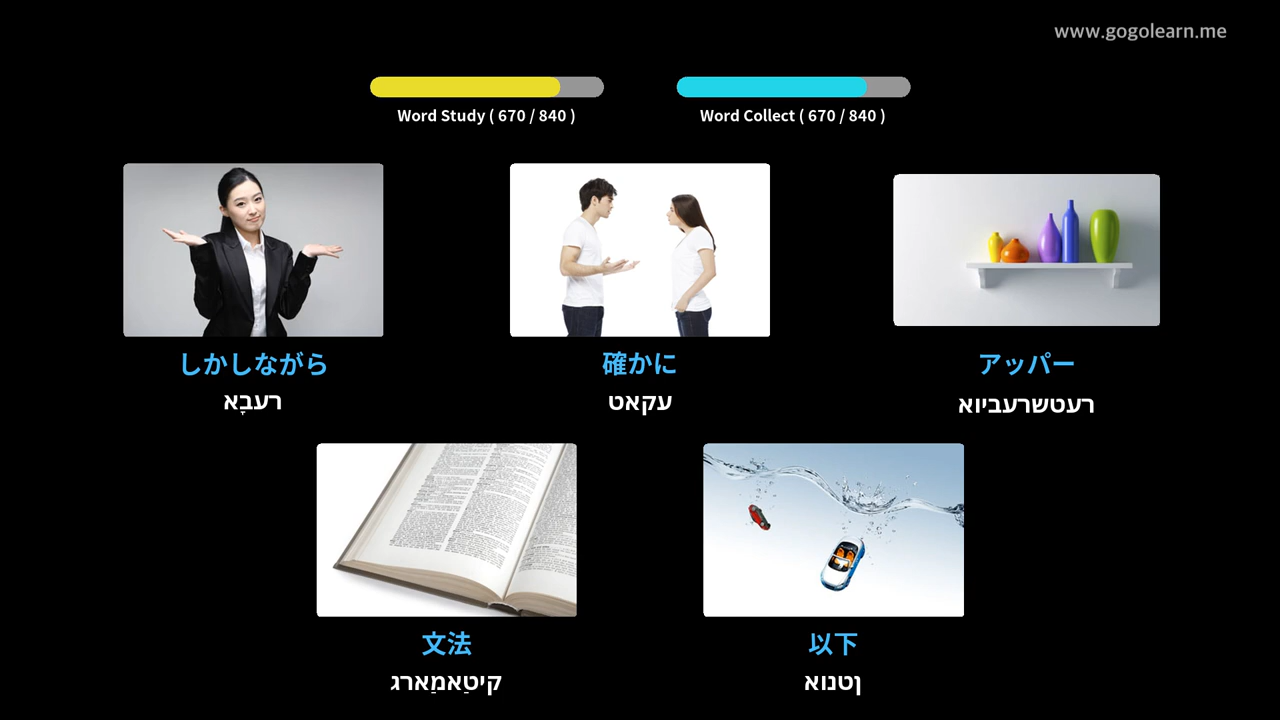 www.gogolearn.me
Word Study ( 670 / 840 )
Word Collect ( 670 / 840 )
しかしながら
רעבָא
確かに
עקאט
アッパー
רעטשרעביוא
文法
קיטַאמַארג
以下
ןטנוא